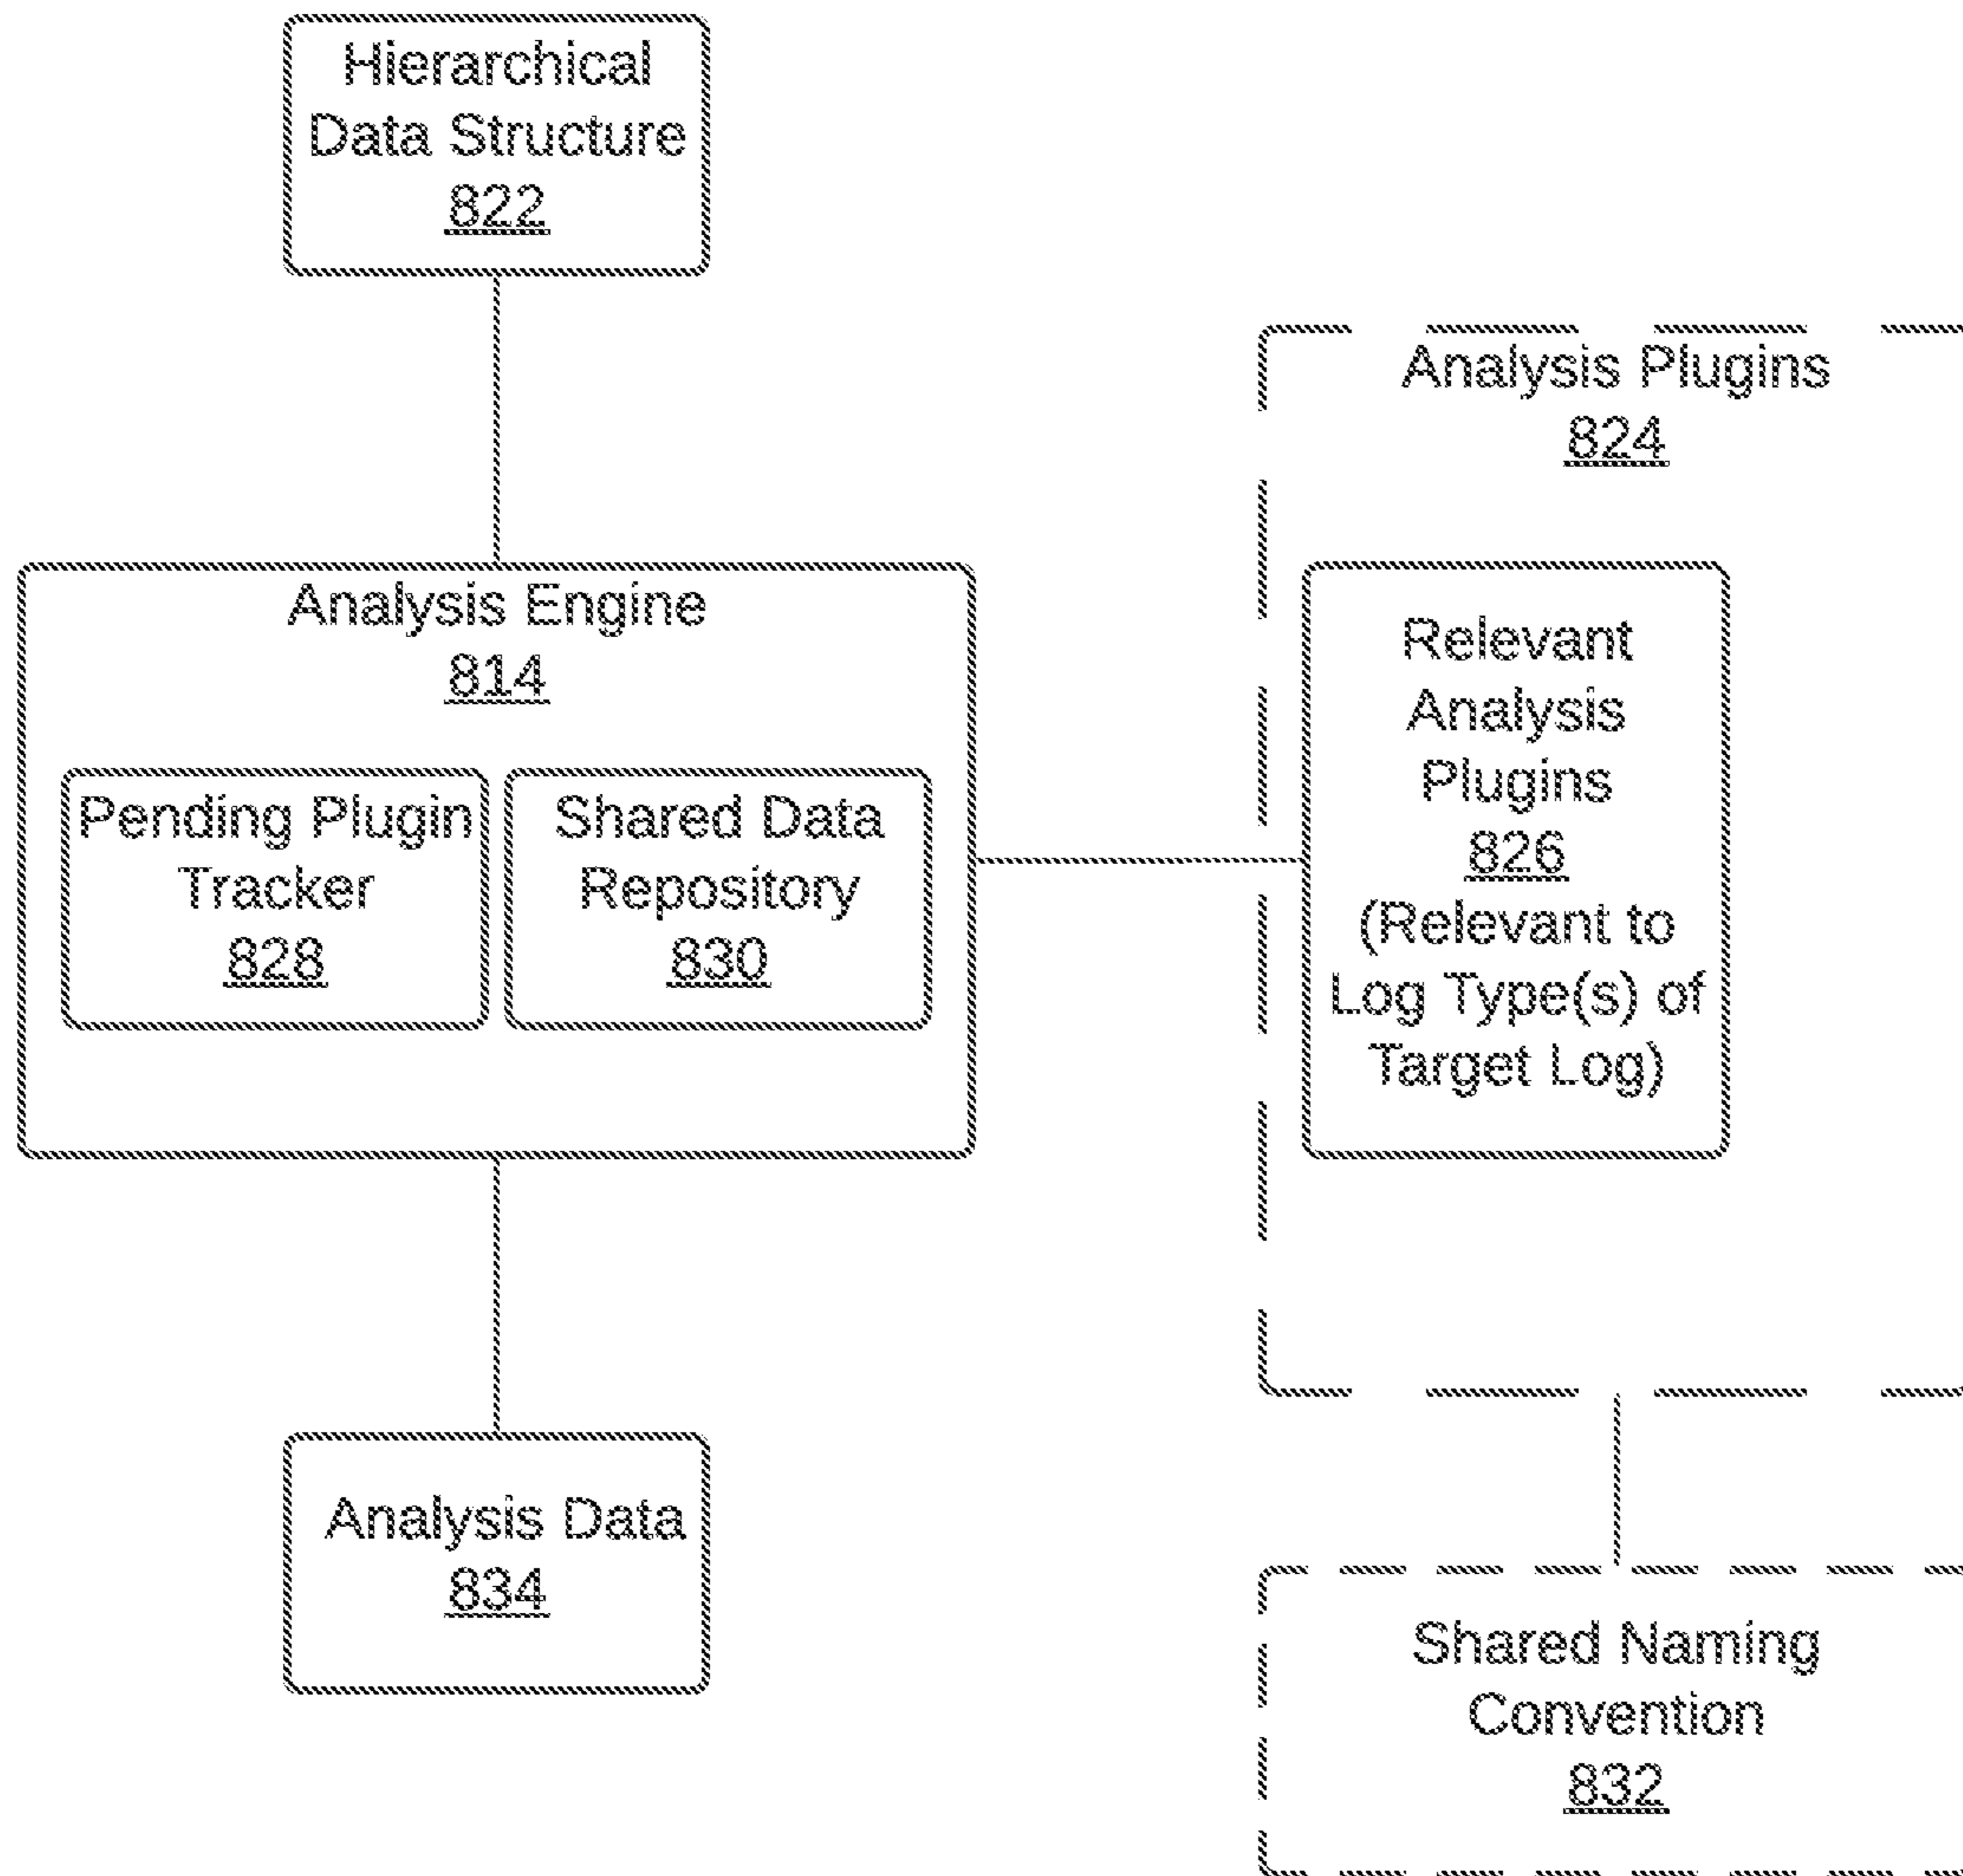 Hierarchical
Data Structure
822
Analysis Plugins
824
Analysis Engine
814
Pending Plugin
Tracker
828
Shared Data
Repository
830
Relevant
Analysis
Plugins
826
(Relevant to
Log Type(s) of
Target Log)
Analysis Data
834
Shared Naming
Convention
832